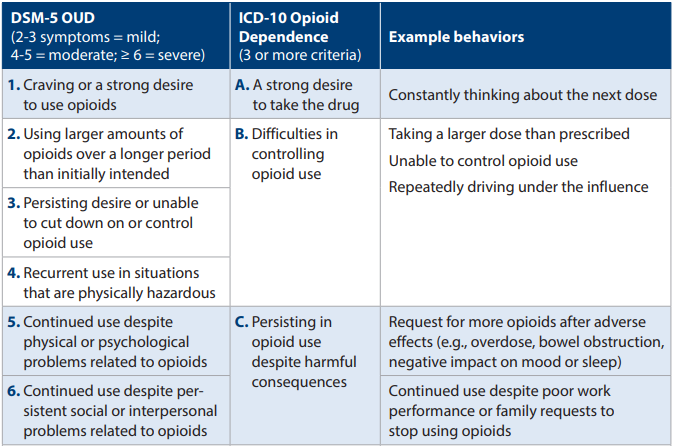 DSM-5 OUD
(2-3 symptoms = mild;
4-5 = moderate; ≥ 6 = severe)
ICD-10 Opioid
Dependence
(3 or more criteria)
Example behaviors
1. Craving or a strong desire
to use opioids
A. A strong desire
to take the drug
Constantly thinking about the next dose
2. Using larger amounts of
opioids over a longer period
than initially intended
3. Persisting desire or unable
to cut down on or control
opioid use
4. Recurrent use in situations
that are physically hazardous
B. Difficulties in
controlling
opioid use
Taking a larger dose than prescribed
Unable to control opioid use
Repeatedly driving under the influence
5. Continued use despite
physical or psychological
problems related to opioids
6. Continued use despite per-
sistent social or interpersonal
problems related to opioids
C. Persisting in
opioid use
despite harmful
consequences
Request for more opioids after adverse
effects (e.g., overdose, bowel obstruction,
negative impact on mood or sleep)
Continued use despite poor work
performance or family requests to
stop using opioids